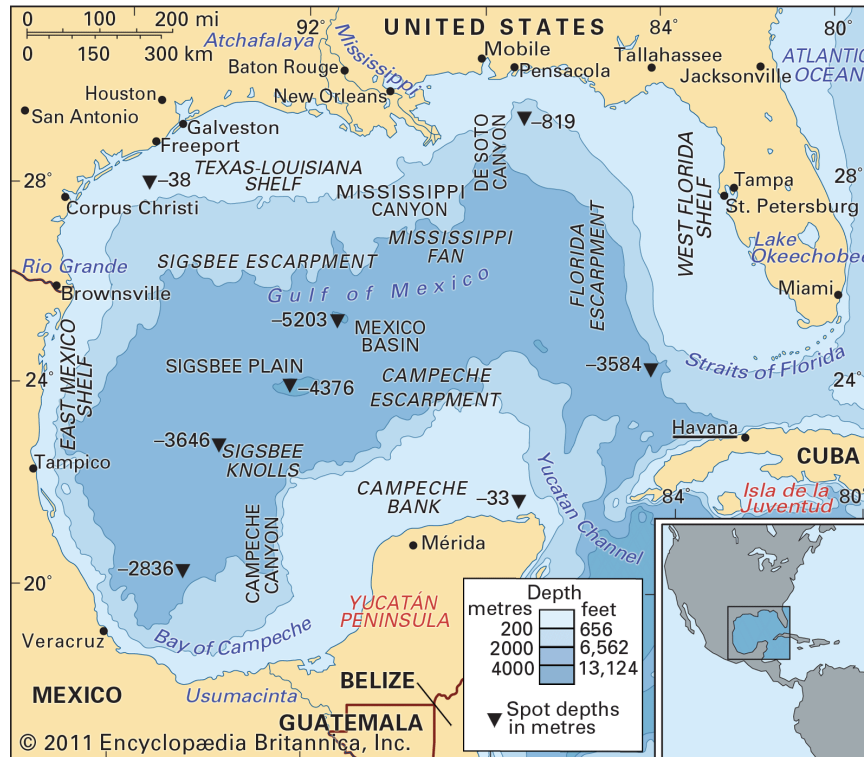 0 100 200 mi
0 150 300 km
92°
UNITED STATES
84°
80°
Atchafalaya
Mississippi
Mobile
Tallahassee
ATLANTIC
OCEAN
Baton Rouge
Pensacola
Jacksonville
Houston
New Orleans
San Antonio
Galveston
Freeport
–819
DE SOTO
CANYON
28°
–38
TEXAS-LOUISIANA
SHELF
MISSISSIPPI
CANYON
WEST FLORIDA
SHELF
Tampa
28°
St. Petersburg
Corpus Christi
MISSISSIPPI
FAN
SIGSBEE ESCARPMENT
FLORIDA
ESCARPMENT
Lake
Okeechobee
Rio Grande
Gulf of Mexico
Brownsville
Miami
–5203
MEXICO
BASIN
EAST MEXICO
SHELF
SIGSBEE PLAIN
–4376
CAMPECHE
ESCARPMENT
–3584
Straits of Florida
24°
24°
–3646
SIGSBEE
KNOLLS
Havana
Tampico
CUBA
CAMPECHE
BANK
–33
Yucatan Channel
84°
Isla de la
Juventud
80°
CAMPECHE
CANYON
Mérida
–2836
20°
YUCATÁN
PENINSULA
Veracruz
Bay of Campeche
Depth
metres feet
200 656
2000 6,562
4000 13,124
Spot depths
in metres
MEXICO
Usumacinta
BELIZE
GUATEMALA
© 2011 Encyclopædia Britannica, Inc.